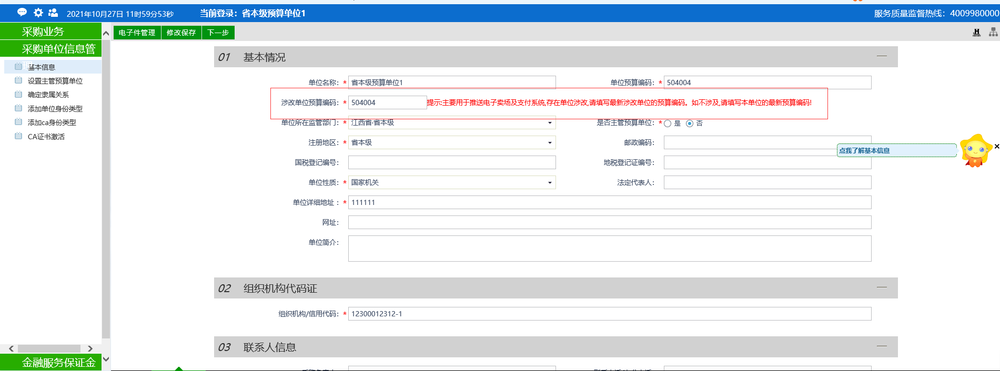 2021年10月27日 11时59分53秒
当前登录：省本级预算单位1
服务质量监督热线：4009980000
采购业务
采购单位信息管理
基本信息
设置主管预算单位
确定隶属关系
添加单位身份类型
添加ca身份类型
CA证书激活
金融服务保证金
电子件管理 修改保存 下一步
01 基本情况
单位名称：* 省本级预算单位1 单位预算编码：* 504004
涉改单位预算编码：* 504004 提示:主要用于推送电子卖场及支付系统,存在单位涉改,请填写最新涉改单位的预算编码。如不涉及,请填写本单位的最新预算编码!
单位所在监管部门：* 江西省·省本级 是否主管预算单位：* 是 否
注册地区：* 省本级 邮政编码：
点我了解基本信息
国税登记编号： 地税登记证编号：
单位性质：* 国家机关 法定代表人：
单位详细地址 ：* 111111
网址：
单位简介：
02 组织机构代码证
组织机构/信用代码：* 12300012312-1
03 联系人信息